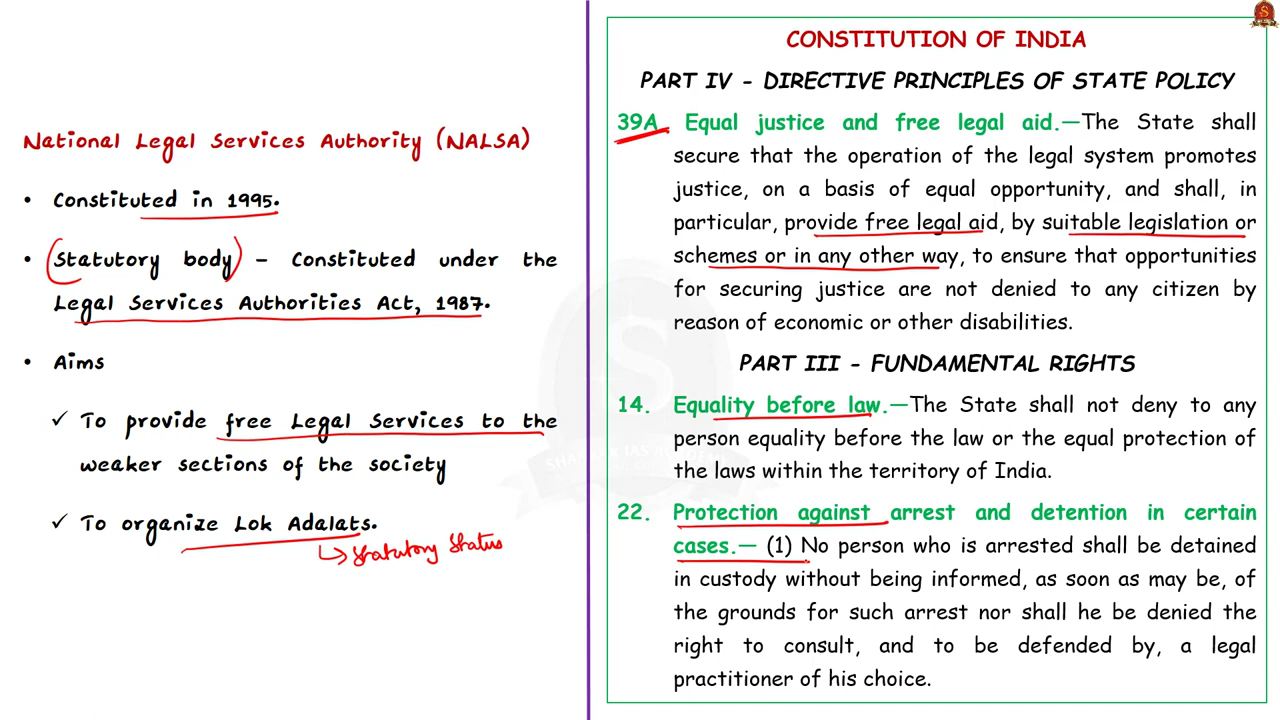 National Legal Services Authority (NALSA)
• Constituted in 1995.
• Statutory body – Constituted under the
Legal Services Authorities Act, 1987.
• Aims
✓ To provide free Legal Services to the
weaker sections of the society
✓ To organize Lok Adalats.
↳ Statutory Status
CONSTITUTION OF INDIA
PART IV - DIRECTIVE PRINCIPLES OF STATE POLICY
39A. Equal justice and free legal aid.—The State shall
secure that the operation of the legal system promotes
justice, on a basis of equal opportunity, and shall, in
particular, provide free legal aid, by suitable legislation or
schemes or in any other way, to ensure that opportunities
for securing justice are not denied to any citizen by
reason of economic or other disabilities.
PART III - FUNDAMENTAL RIGHTS
14. Equality before law.—The State shall not deny to any
person equality before the law or the equal protection of
the laws within the territory of India.
22. Protection against arrest and detention in certain
cases.— (1) No person who is arrested shall be detained
in custody without being informed, as soon as may be, of
the grounds for such arrest nor shall he be denied the
right to consult, and to be defended by, a legal
practitioner of his choice.